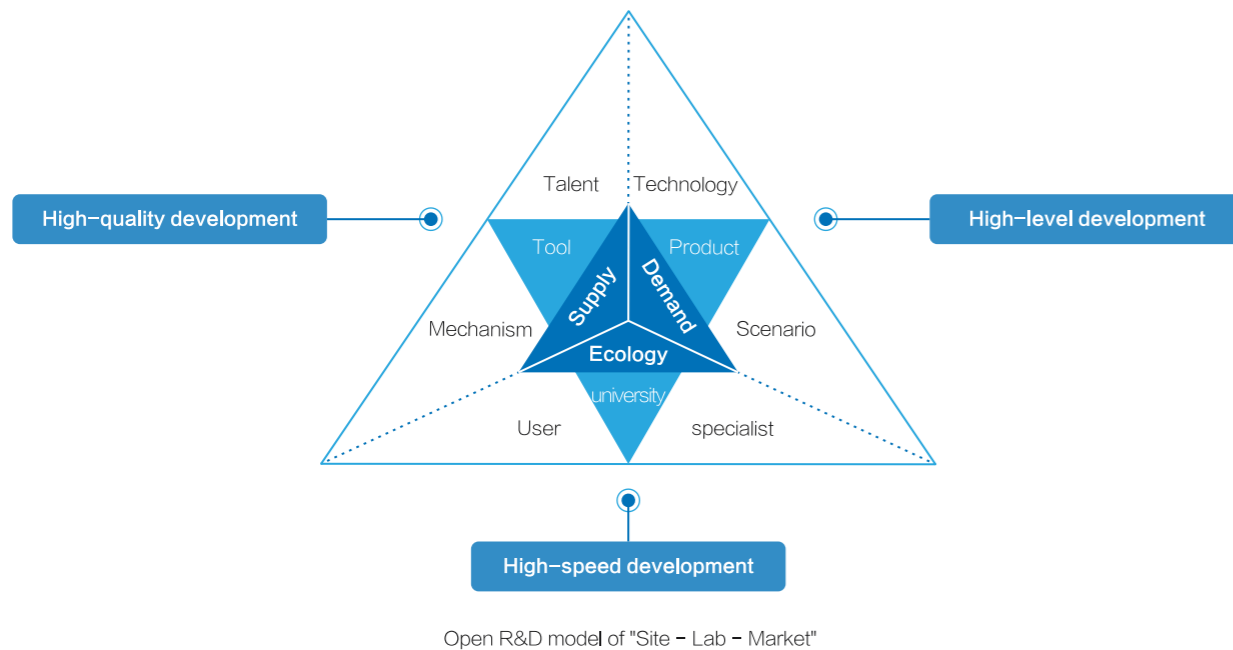 Talent
Technology
High-quality development
High-level development
Tool
Product
Supply
Demand
Mechanism
Scenario
Ecology
university
User
specialist
High-speed development
Open R&D model of "Site - Lab - Market"